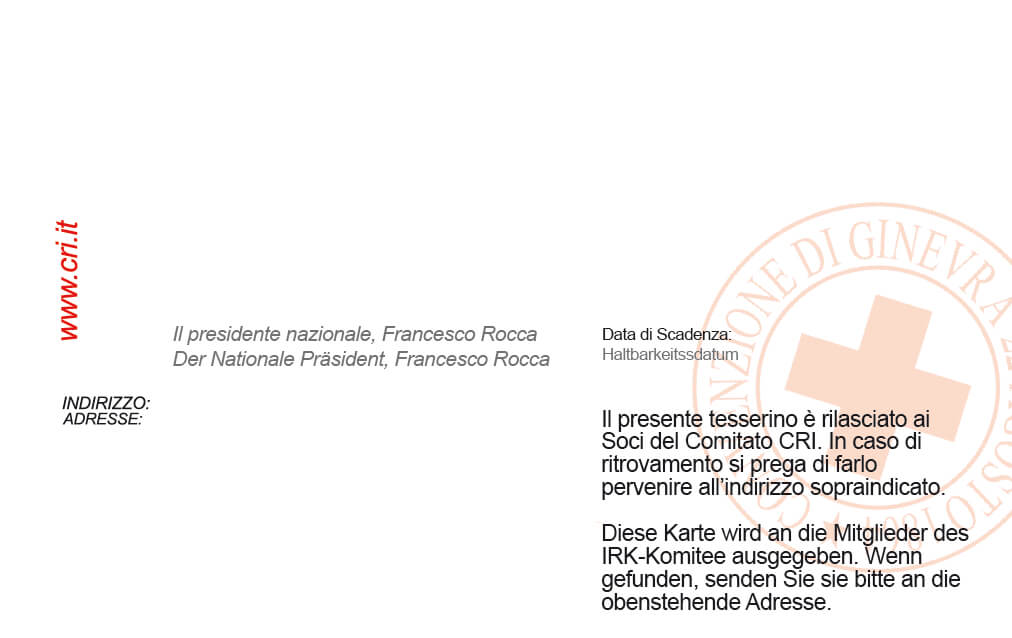 www.cri.it
Il presidente nazionale, Francesco Rocca
Der Nationale Präsident, Francesco Rocca
Data di Scadenza:
Haltbarkeitssdatum
INDIRIZZO:
ADRESSE:
Il presente tesserino è rilasciato ai
Soci del Comitato CRI. In caso di
ritrovamento si prega di farlo
pervenire all'indirizzo sopraindicato.
Diese Karte wird an die Mitglieder des
IRK-Komitee ausgegeben. Wenn
gefunden, senden Sie sie bitte an die
obenstehende Adresse.
DI GINEVRA